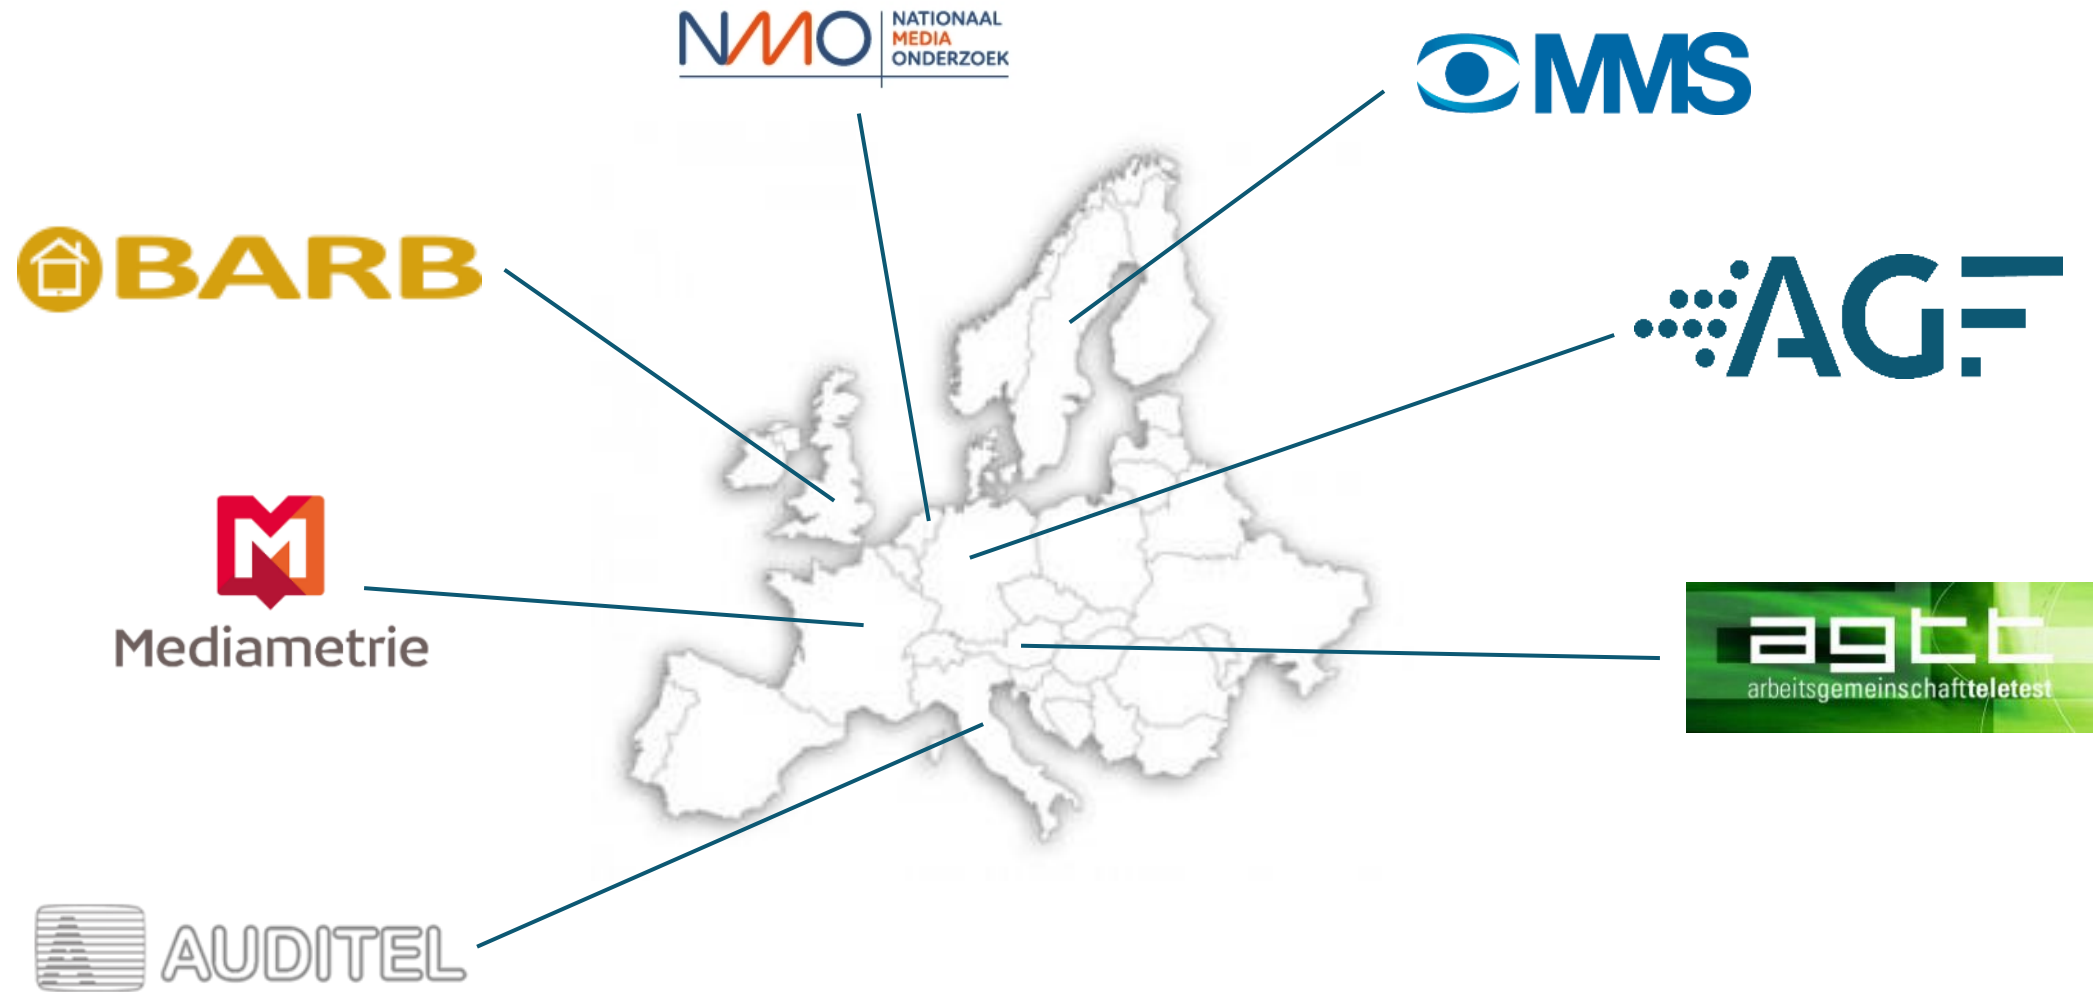 NMO
NATIONAAL
MEDIA
ONDERZOEK
MMS
BARB
AGF
Mediametrie
agtt
arbeitsgemeinschaftteletest
AUDITEL